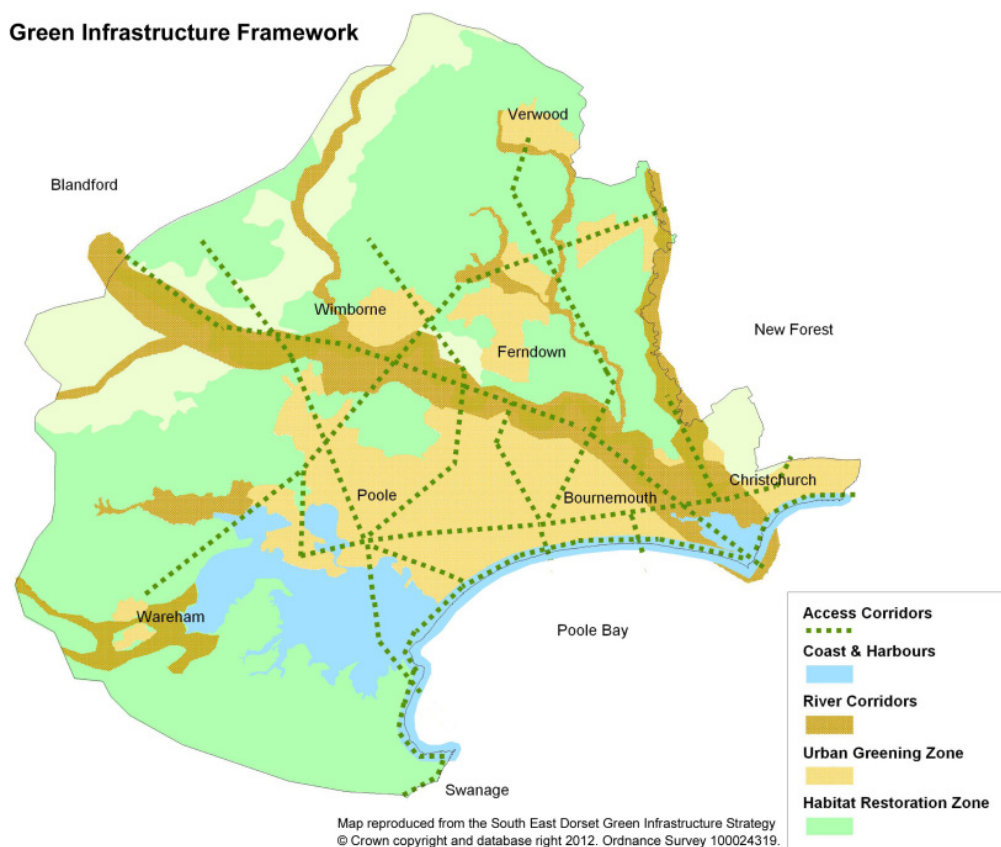 Green Infrastructure Framework
Verwood
Blandford
Wimborne
New Forest
Ferndown
Christchurch
Poole
Bournemouth
Wareham
Poole Bay
Swanage
Access Corridors
Coast & Harbours
River Corridors
Urban Greening Zone
Habitat Restoration Zone
Map reproduced from the South East Dorset Green Infrastructure Strategy
© Crown copyright and database right 2012. Ordnance Survey 100024319.